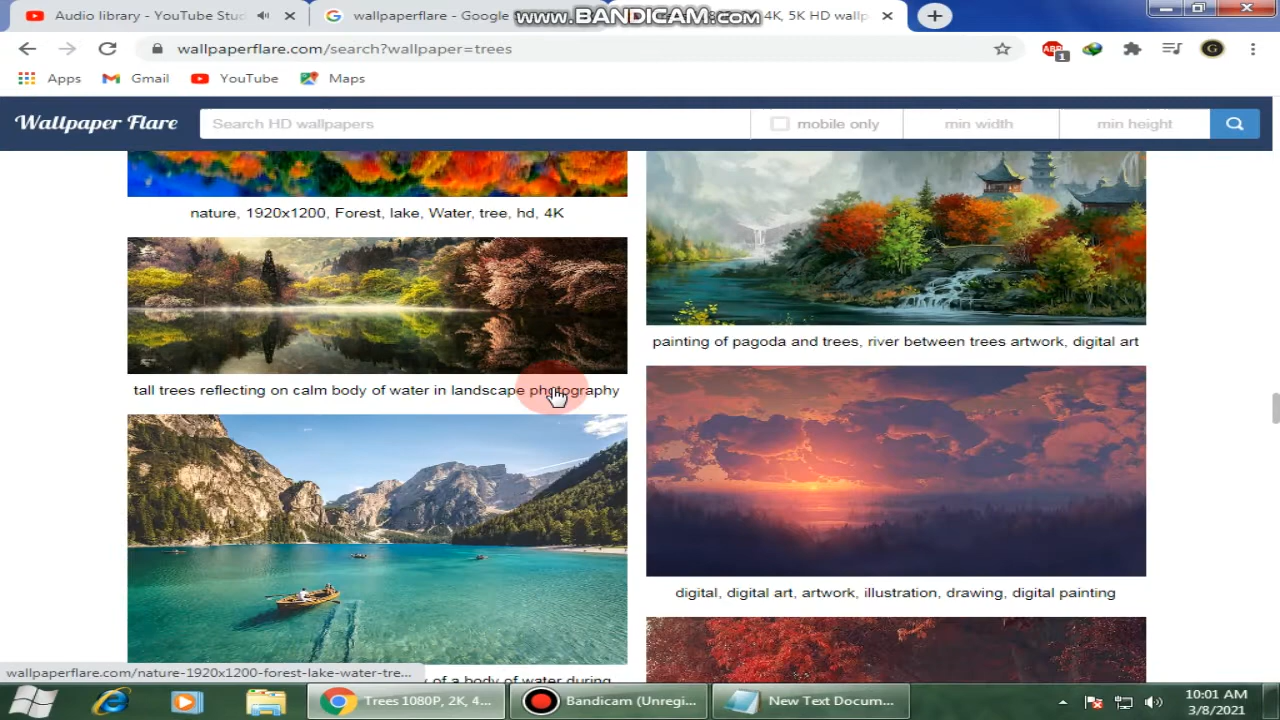 Audio library - YouTube Stud
wallpaperflare - Google S
www.BANDICAM.com
4K, 5K HD wallp
wallpaperflare.com/search?wallpaper=trees
ABP
1
G
Apps
Gmail
YouTube
Maps
Wallpaper Flare
Search HD wallpapers
mobile only
min width
min height
nature, 1920x1200, Forest, lake, Water, tree, hd, 4K
painting of pagoda and trees, river between trees artwork, digital art
tall trees reflecting on calm body of water in landscape photography
digital, digital art, artwork, illustration, drawing, digital painting
wallpaperflare.com/nature-1920x1200-forest-lake-water-tre...
of a body of water during
Trees 1080P, 2K, 4...
Bandicam (Unregi...
New Text Docum...
10:01 AM
3/8/2021